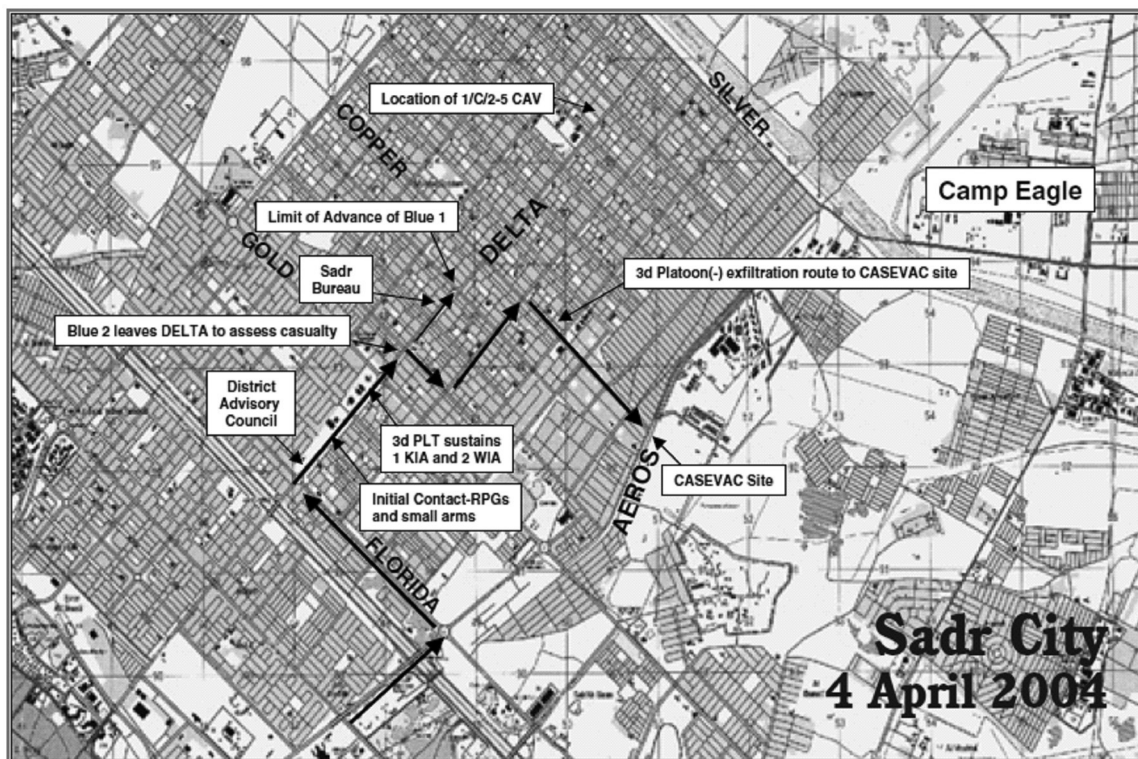 Location of 1/C/2-5 CAV
SILVER
COPPER
Camp Eagle
Limit of Advance of Blue 1
DELTA
GOLD
Sadr
Bureau
3d Platoon(-) exfiltration route to CASEVAC site
Blue 2 leaves DELTA to assess casualty
District
Advisory
Council
3d PLT sustains
1 KIA and 2 WIA
CASEVAC Site
Initial Contact-RPGs
and small arms
AEROS
FLORIDA
Sadr City
4 April 2004